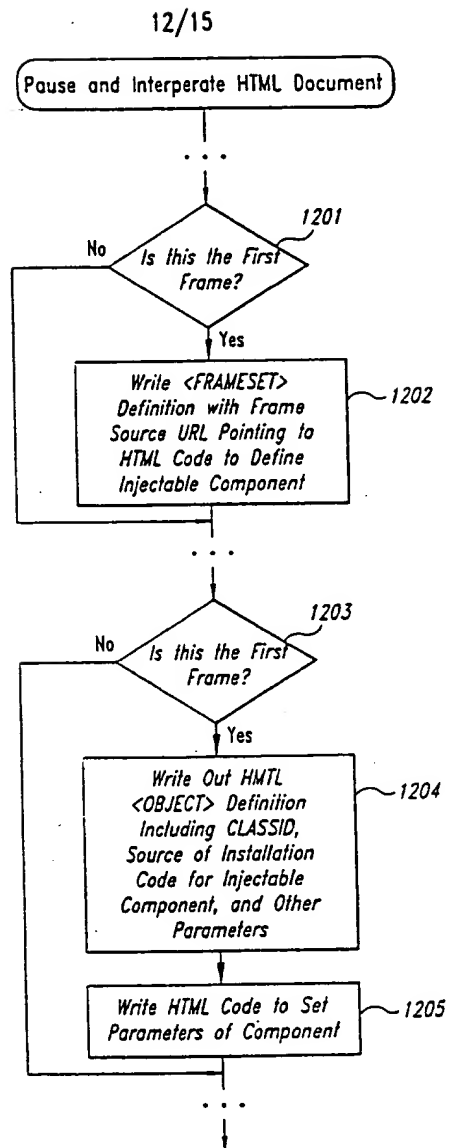 12/15
Pause and Interperate HTML Document
. . .
1201
Is this the First
Frame?
No
Yes
Write <FRAMESET>
Definition with Frame
Source URL Pointing to
HTML Code to Define
Injectable Component
1202
. . .
1203
Is this the First
Frame?
No
Yes
Write Out HMTL
<OBJECT> Definition
Including CLASSID,
Source of Installation
Code for Injectable
Component, and Other
Parameters
1204
Write HTML Code to Set
Parameters of Component
1205
. . .